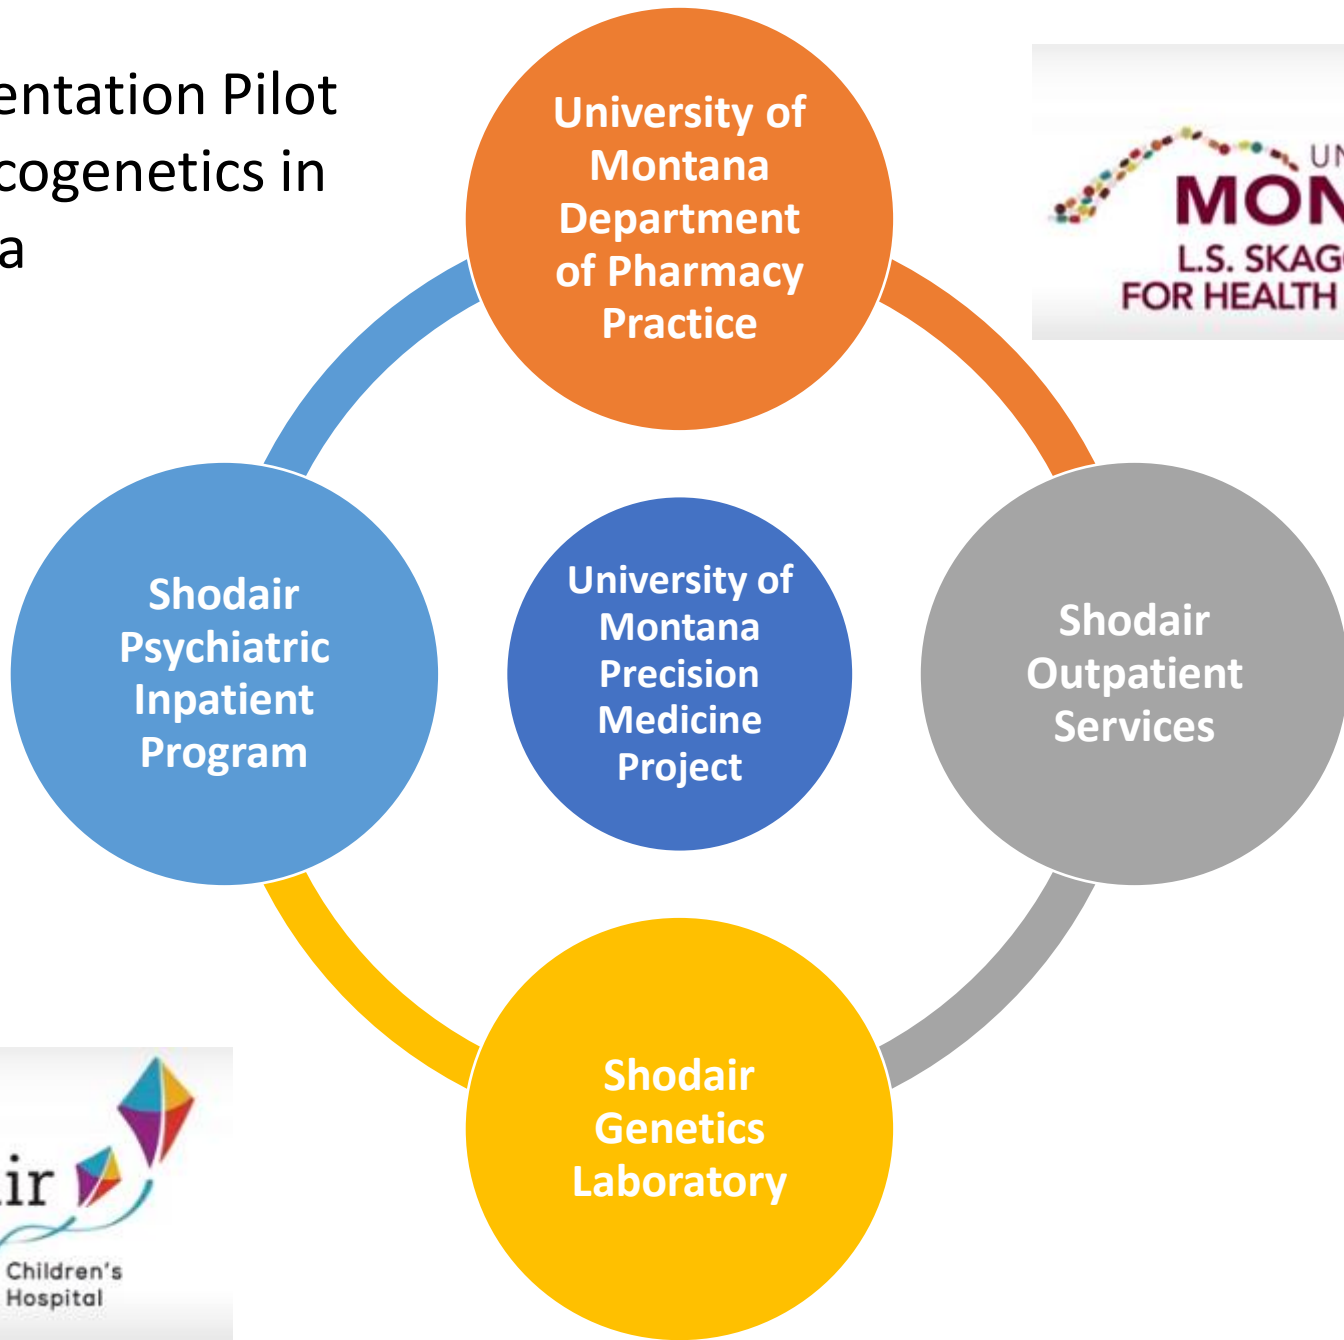 entation Pilot
cogenetics in
a
University of
Montana
Department
of Pharmacy
Practice
UN
MON
L.S. SKAG
FOR HEALTH
Shodair
Psychiatric
Inpatient
Program
University of
Montana
Precision
Medicine
Project
Shodair
Outpatient
Services
Shodair
Genetics
Laboratory
ir
Children's
Hospital